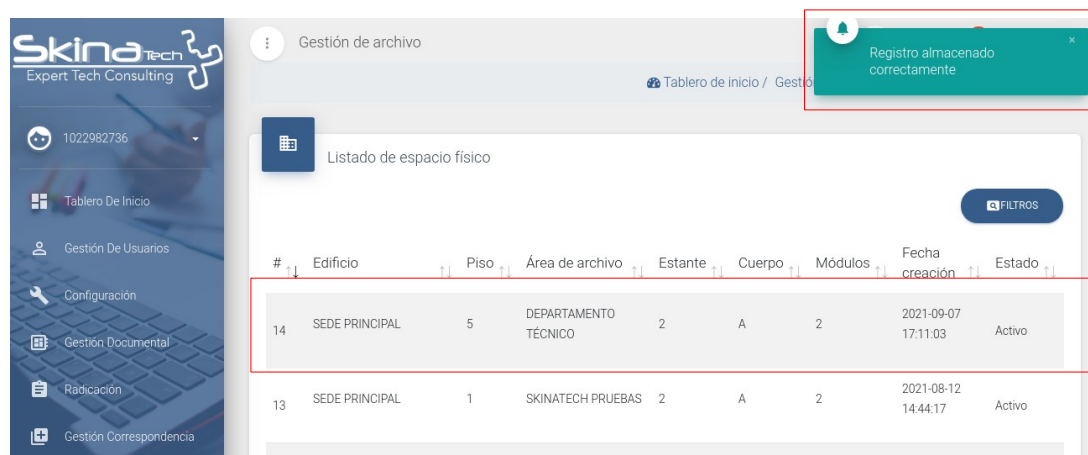 Skina Tech
Expert Tech Consulting
Gestión de archivo
Registro almacenado
correctamente
×
Tablero de inicio / Gestió
1022982736
Listado de espacio físico
Tablero De Inicio
FILTROS
Gestión De Usuarios
# Edificio Piso Área de archivo Estante Cuerpo Módulos Fecha creación Estado
Configuración
14 SEDE PRINCIPAL 5 DEPARTAMENTO TÉCNICO 2 A 2 2021-09-07 17:11:03 Activo
Gestión Documental
Radicación
13 SEDE PRINCIPAL 1 SKINATECH PRUEBAS 2 A 2 2021-08-12 14:44:17 Activo
Gestión Correspondencia